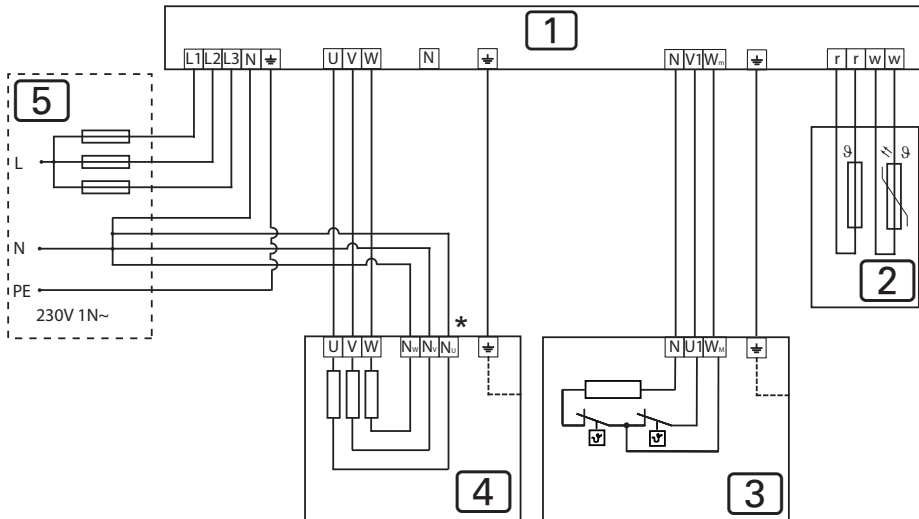 1
L1 L2 L3 N ⏚ U V W N ⏚ N V1 Wm ⏚ r r w w
5
L
ϑ ϑ
N
2
PE
230V 1N~
*
U V W NW NV NU ⏚ N U1 WM ⏚
ϑ ϑ
4
3